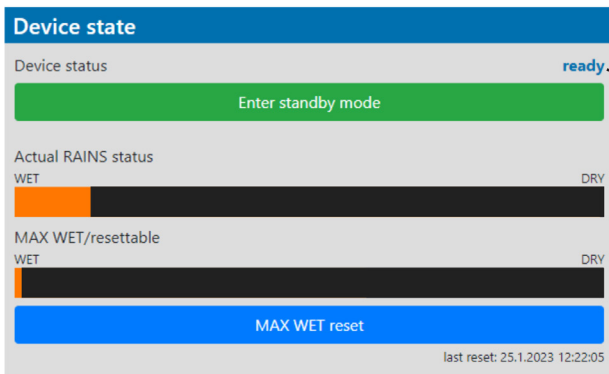 Device state
Device status ready.
Enter standby mode
Actual RAINS status
WET DRY
MAX WET/resettable
WET DRY
MAX WET reset
last reset: 25.1.2023 12:22:05